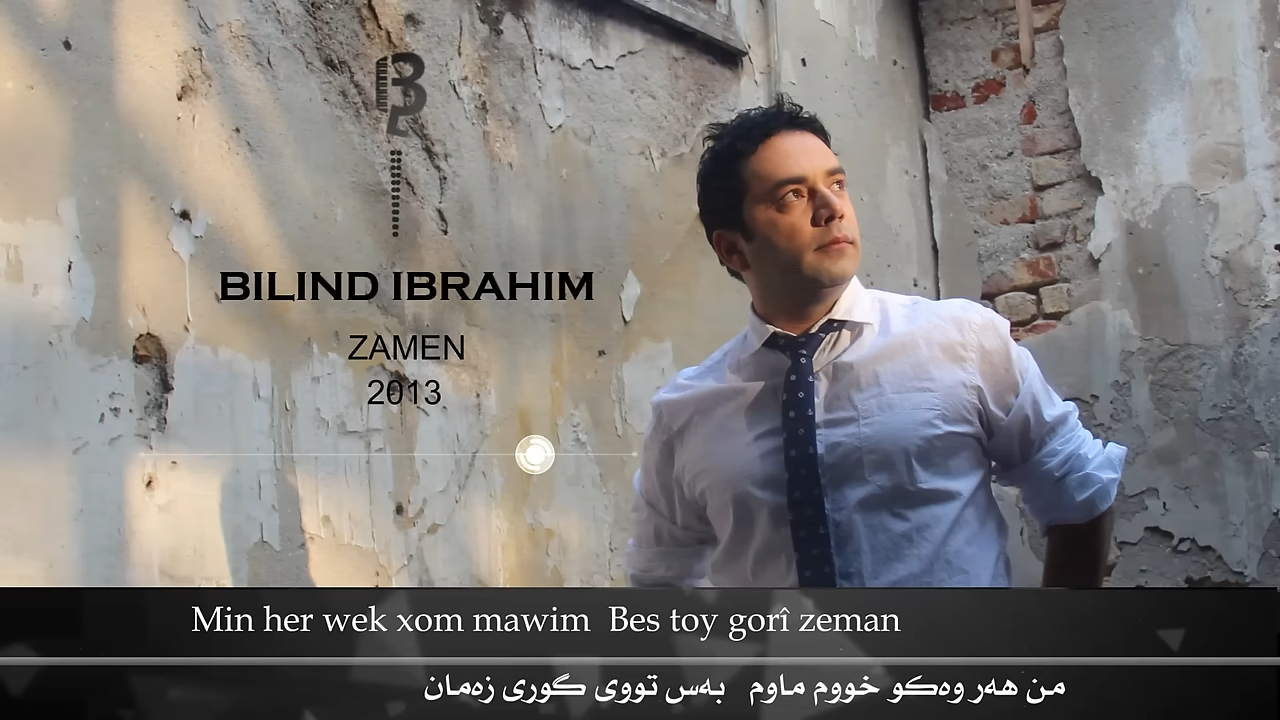 BILIND IBRAHIM
ZAMEN
2013
Min her wek xom mawim  Bes toy gorî zeman
من هەر وەکو خووم ماوم  بەس تووی گوری زەمان